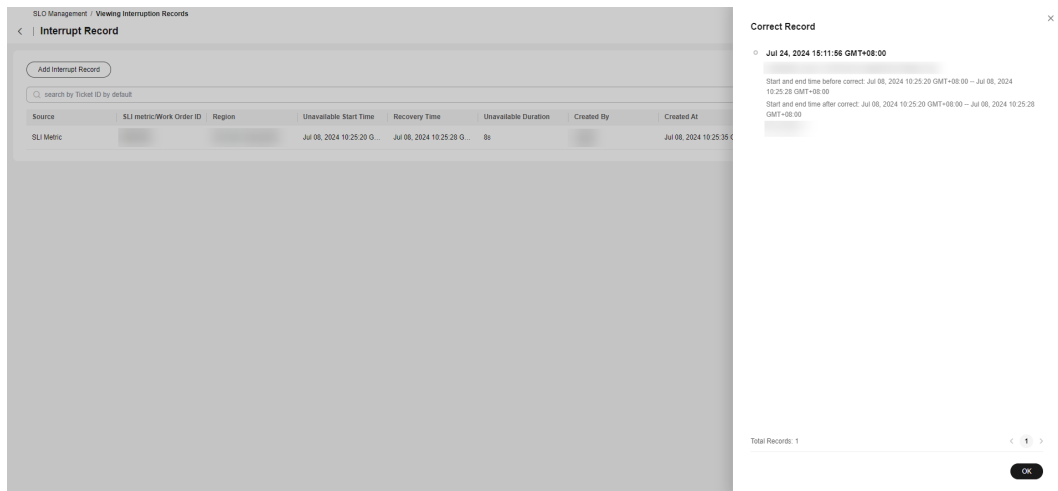 SLO Management / Viewing Interruption Records
Interrupt Record
Add Interrupt Record
search by Ticket ID by default
Source SLI metric/Work Order ID Region Unavailable Start Time Recovery Time Unavailable Duration Created By Created At
SLI Metric Jul 08, 2024 10:25:20 G... Jul 08, 2024 10:25:28 G... 8s Jul 08, 2024 10:25:35 G
Correct Record
Jul 24, 2024 15:11:56 GMT+08:00
Start and end time before correct: Jul 08, 2024 10:25:20 GMT+08:00 -- Jul 08, 2024
10:25:28 GMT+08:00
Start and end time after correct: Jul 08, 2024 10:25:20 GMT+08:00 -- Jul 08, 2024 10:25:28
GMT+08:00
Total Records: 1
1
OK